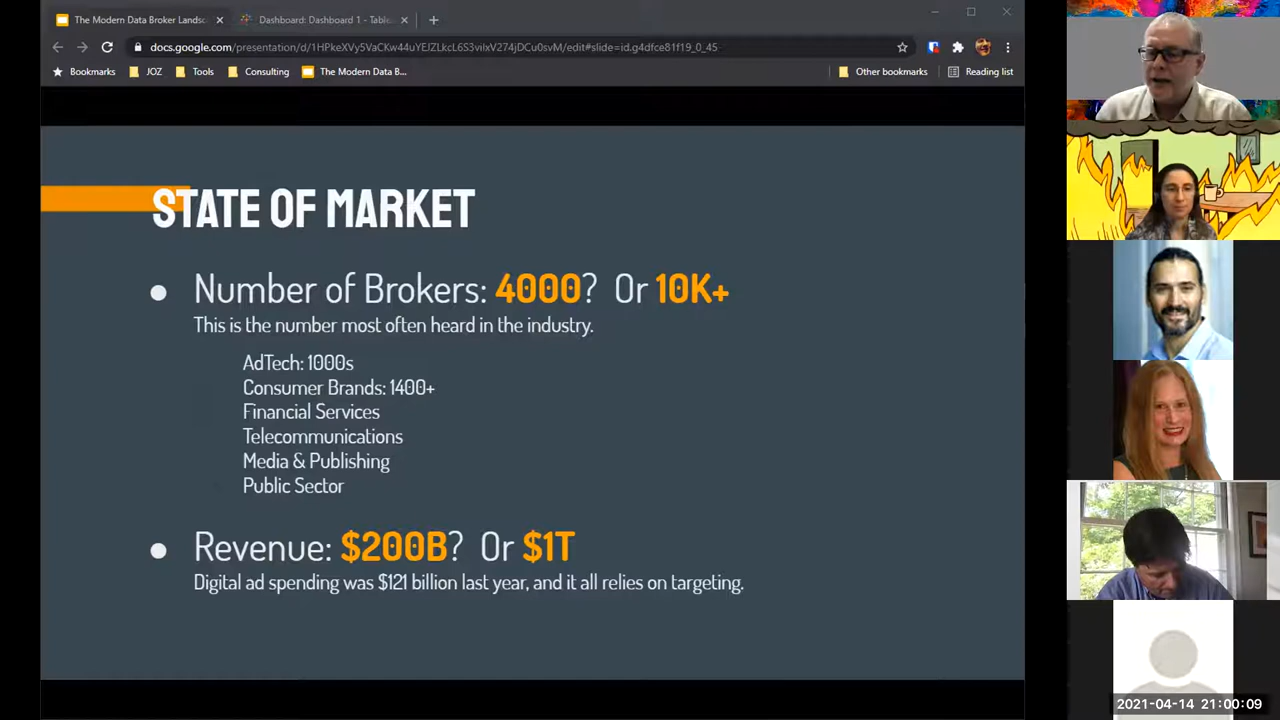 The Modern Data Broker Landsc
Dashboard: Dashboard 1 - Table
docs.google.com/presentation/d/1HPkeXVy5VaCKw44uYEJZLkcL6S3vilxV274jDCu0svM/edit#slide=id.g4dfce81f19_0_45
Bookmarks
JOZ
Tools
Consulting
The Modern Data B...
Other bookmarks
Reading list
STATE OF MARKET
● Number of Brokers: 4000? Or 10K+
This is the number most often heard in the industry.
AdTech: 1000s
Consumer Brands: 1400+
Financial Services
Telecommunications
Media & Publishing
Public Sector
● Revenue: $200B? Or $1T
Digital ad spending was $121 billion last year, and it all relies on targeting.
2021-04-14 21:00:09